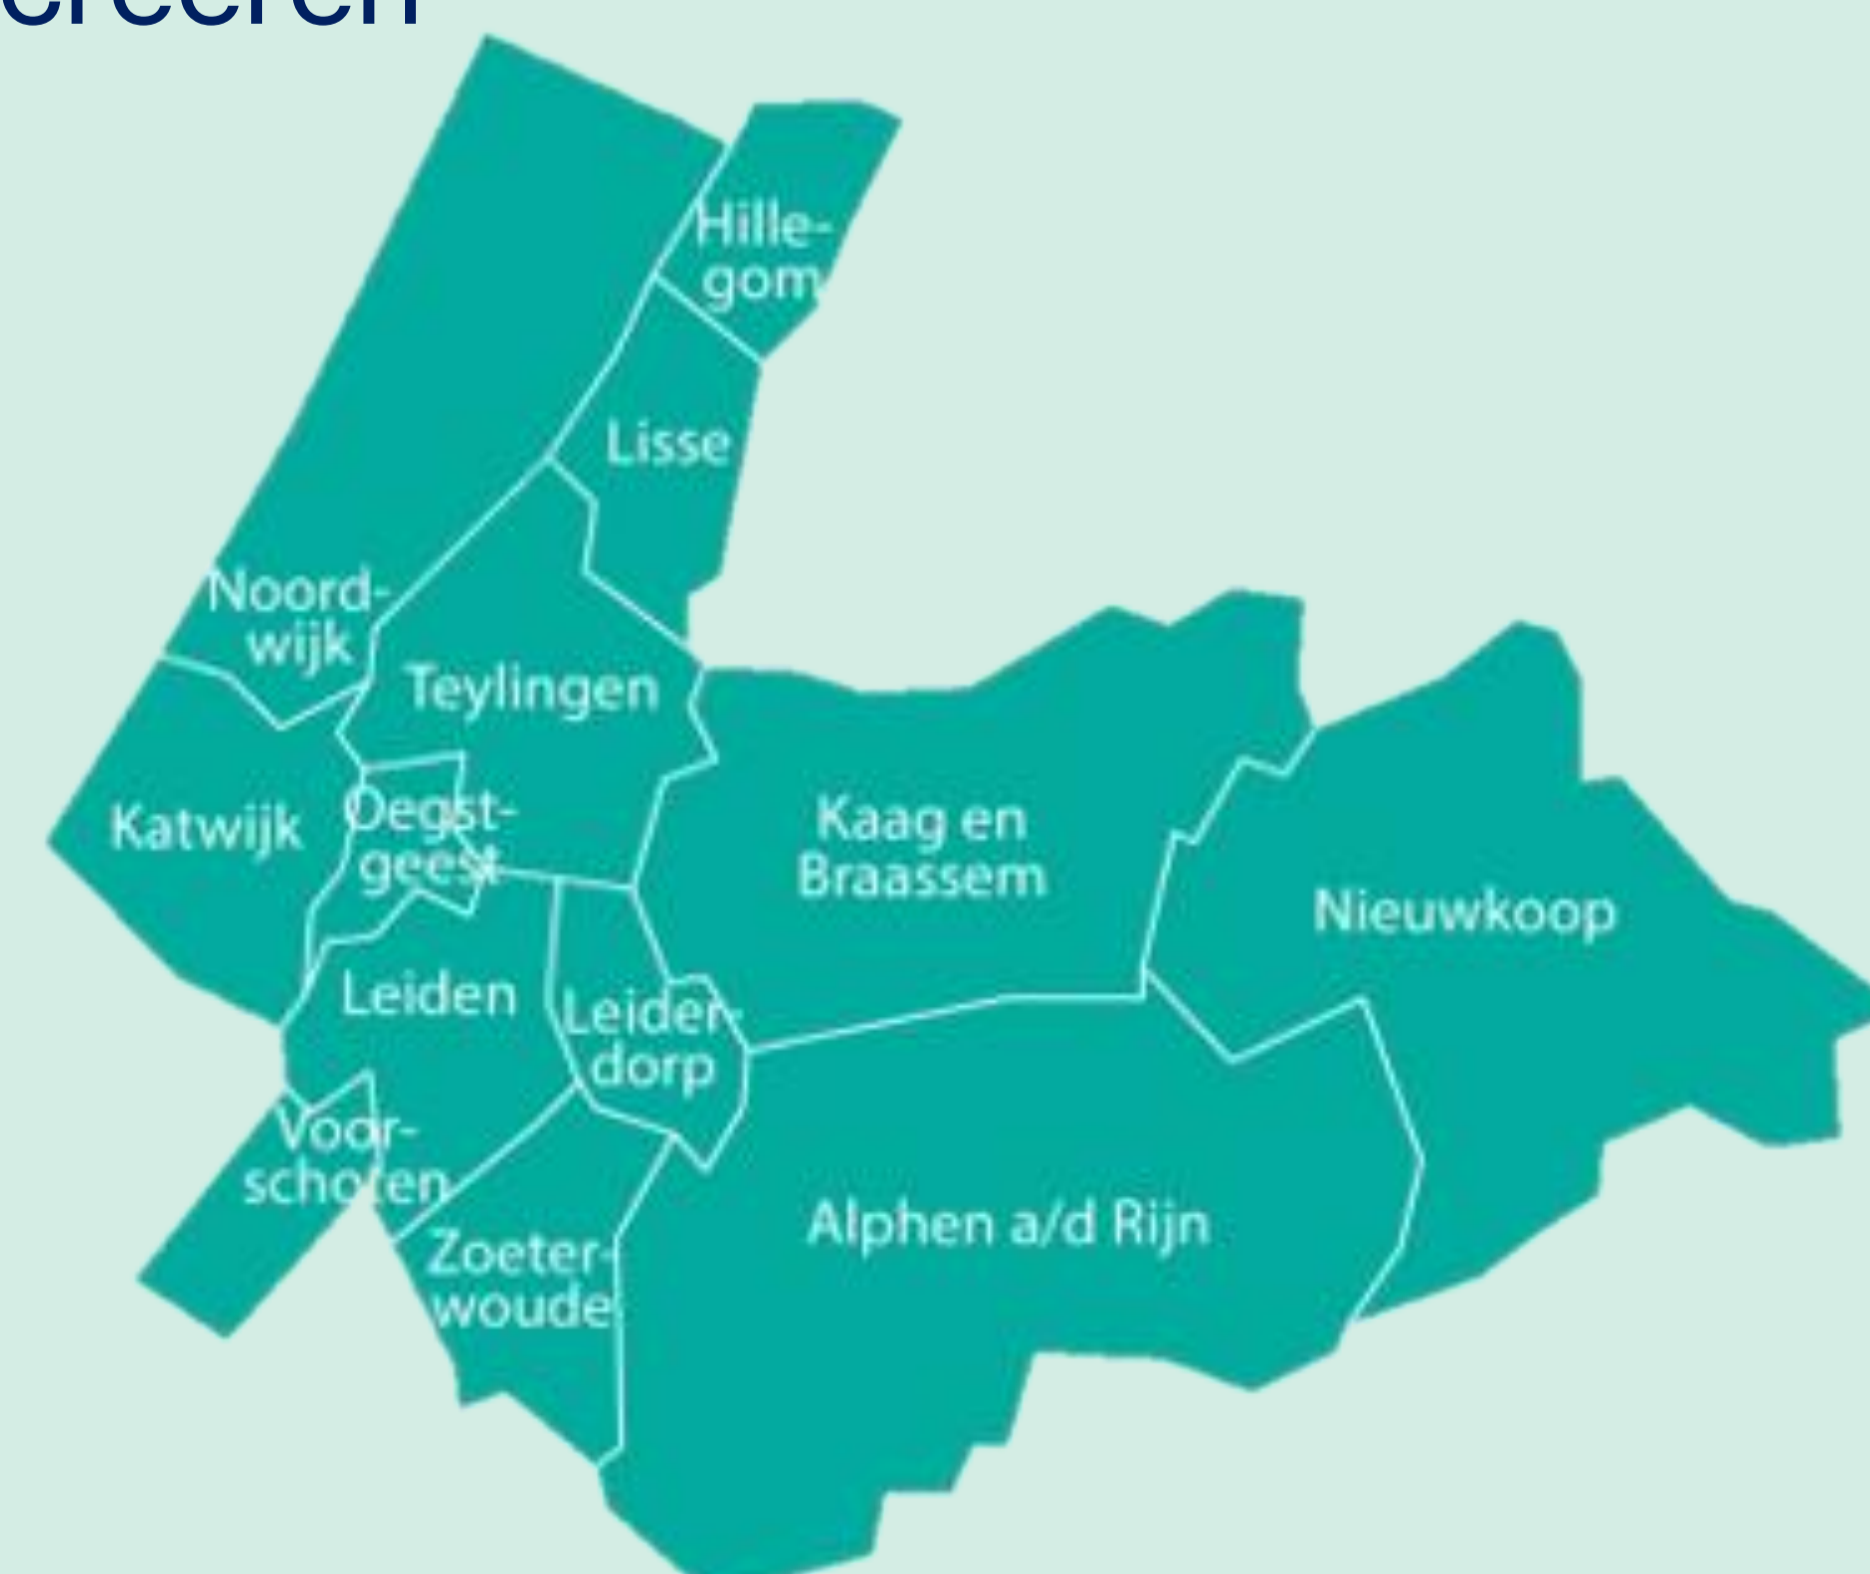 Hille-
gom
Lisse
Noord-
wijk
Teylingen
Katwijk
Oegst-
geest
Kaag en
Braassem
Nieuwkoop
Leiden
Leider-
dorp
Voor-
schoten
Zoeter-
woude
Alphen a/d Rijn